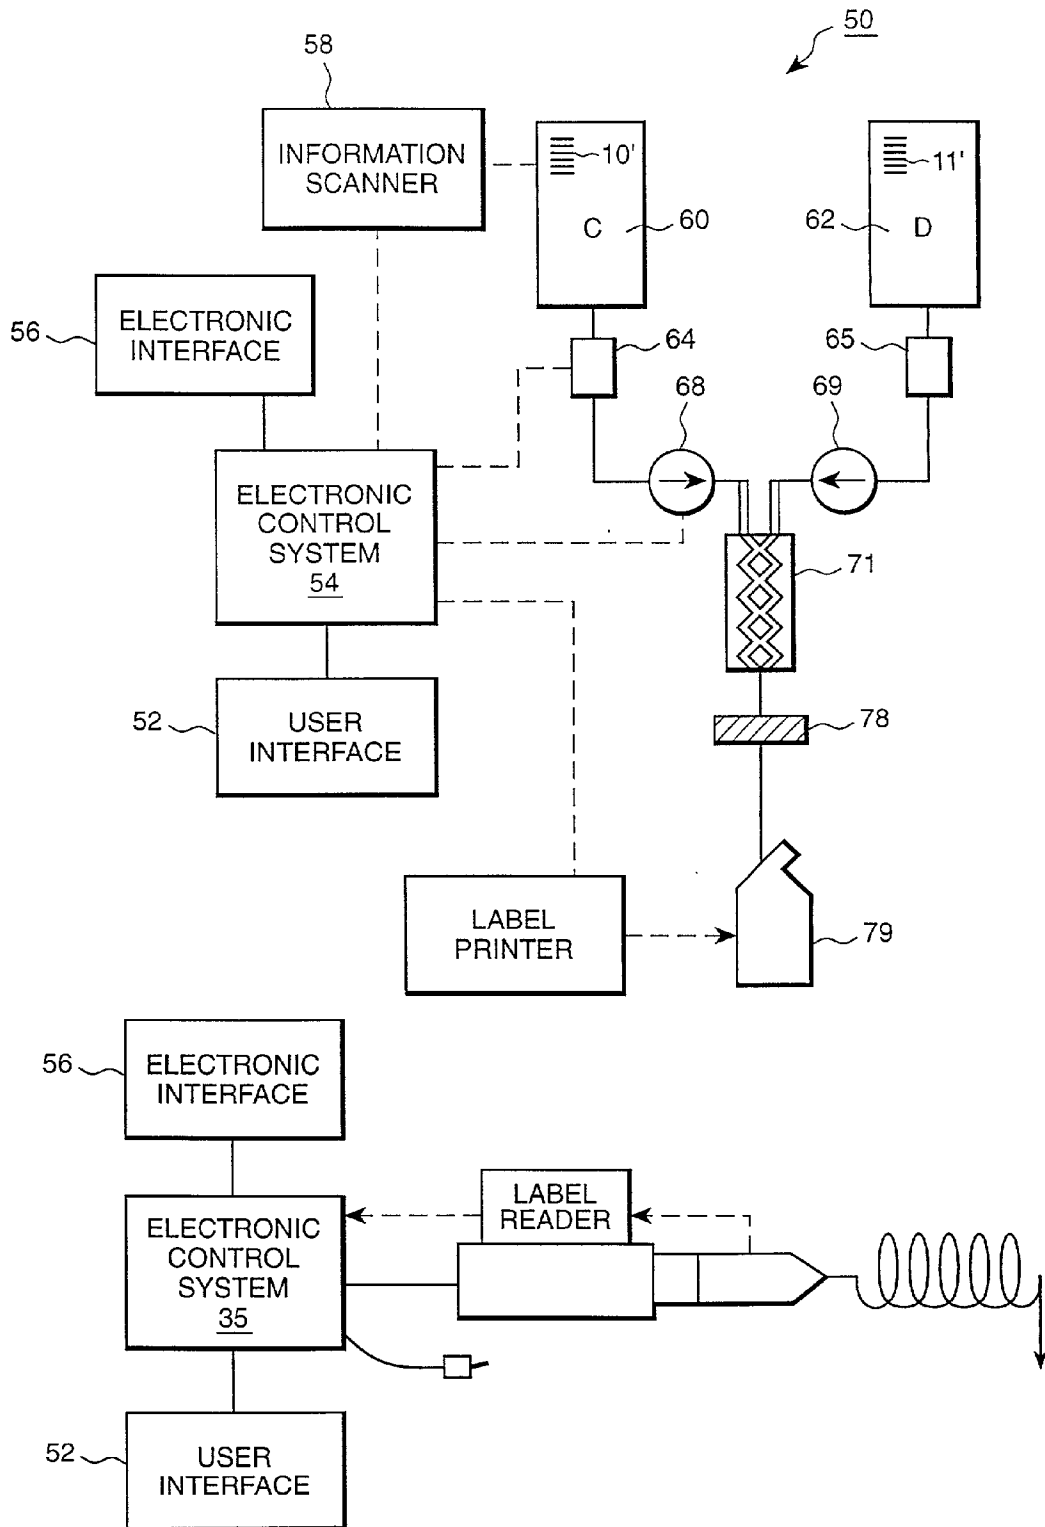 50
58
INFORMATION
SCANNER
10'
11'
C
60
62
D
56
ELECTRONIC
INTERFACE
64
65
68
69
ELECTRONIC
CONTROL
SYSTEM
54
71
52
USER
INTERFACE
78
LABEL
PRINTER
79
56
ELECTRONIC
INTERFACE
LABEL
READER
ELECTRONIC
CONTROL
SYSTEM
35
52
USER
INTERFACE